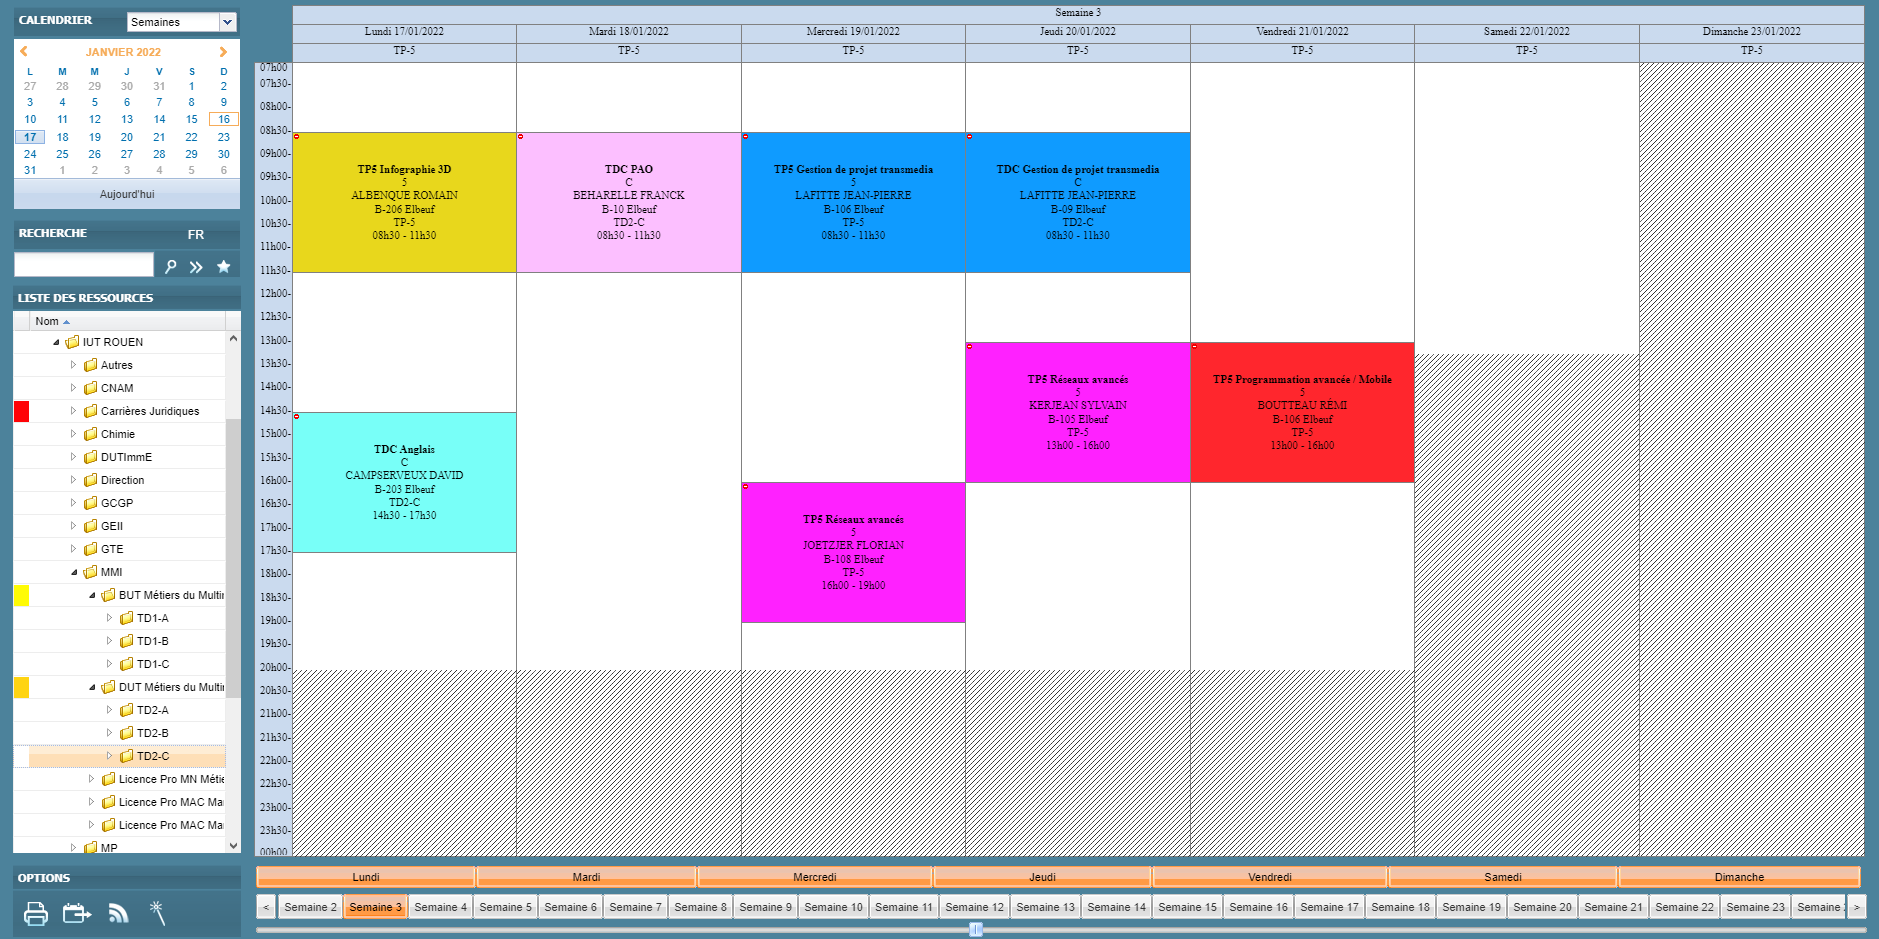 CALENDRIER
Semaines
JANVIER 2022
L M M J V S D
27 28 29 30 31 1 2
3 4 5 6 7 8 9
10 11 12 13 14 15 16
17 18 19 20 21 22 23
24 25 26 27 28 29 30
31 1 2 3 4 5 6
Aujourd'hui
RECHERCHE FR
LISTE DES RESSOURCES
Nom
IUT ROUEN
Autres
CNAM
Carrières Juridiques
Chimie
DUTImmE
Direction
GCGP
GEII
GTE
MMI
BUT Métiers du Multin
TD1-A
TD1-B
TD1-C
DUT Métiers du Multin
TD2-A
TD2-B
TD2-C
Licence Pro MN Métie
Licence Pro MAC Mar
Licence Pro MAC Mar
MP
OPTIONS
Semaine 3
Lundi 17/01/2022 Mardi 18/01/2022 Mercredi 19/01/2022 Jeudi 20/01/2022 Vendredi 21/01/2022 Samedi 22/01/2022 Dimanche 23/01/2022
TP-5 TP-5 TP-5 TP-5 TP-5 TP-5 TP-5
07h00
07h30-
08h00-
08h30-
09h00-
09h30-
10h00-
10h30-
11h00-
11h30-
12h00-
12h30-
13h00-
13h30-
14h00-
14h30-
15h00-
15h30-
16h00-
16h30-
17h00-
17h30-
18h00-
18h30-
19h00-
19h30-
20h00-
20h30-
21h00-
21h30-
22h00-
22h30-
23h00-
23h30-
00h00
TP5 Infographie 3D
5
ALBENQUE ROMAIN
B-206 Elbeuf
TP-5
08h30 - 11h30
TDC Anglais
C
CAMPSERVEUX DAVID
B-203 Elbeuf
TD2-C
14h30 - 17h30
TDC PAO
C
BEHARELLE FRANCK
B-10 Elbeuf
TD2-C
08h30 - 11h30
TP5 Gestion de projet transmedia
5
LAFITTE JEAN-PIERRE
B-106 Elbeuf
TP-5
08h30 - 11h30
TP5 Réseaux avancés
5
JOETZJER FLORIAN
B-108 Elbeuf
TP-5
16h00 - 19h00
TDC Gestion de projet transmedia
C
LAFITTE JEAN-PIERRE
B-09 Elbeuf
TD2-C
08h30 - 11h30
TP5 Réseaux avancés
5
KERJEAN SYLVAIN
B-105 Elbeuf
TP-5
13h00 - 16h00
TP5 Programmation avancée / Mobile
5
BOUTTEAU RÉMI
B-106 Elbeuf
TP-5
13h00 - 16h00
Lundi Mardi Mercredi Jeudi Vendredi Samedi Dimanche
< Semaine 2 Semaine 3 Semaine 4 Semaine 5 Semaine 6 Semaine 7 Semaine 8 Semaine 9 Semaine 10 Semaine 11 Semaine 12 Semaine 13 Semaine 14 Semaine 15 Semaine 16 Semaine 17 Semaine 18 Semaine 19 Semaine 20 Semaine 21 Semaine 22 Semaine 23 Semaine >